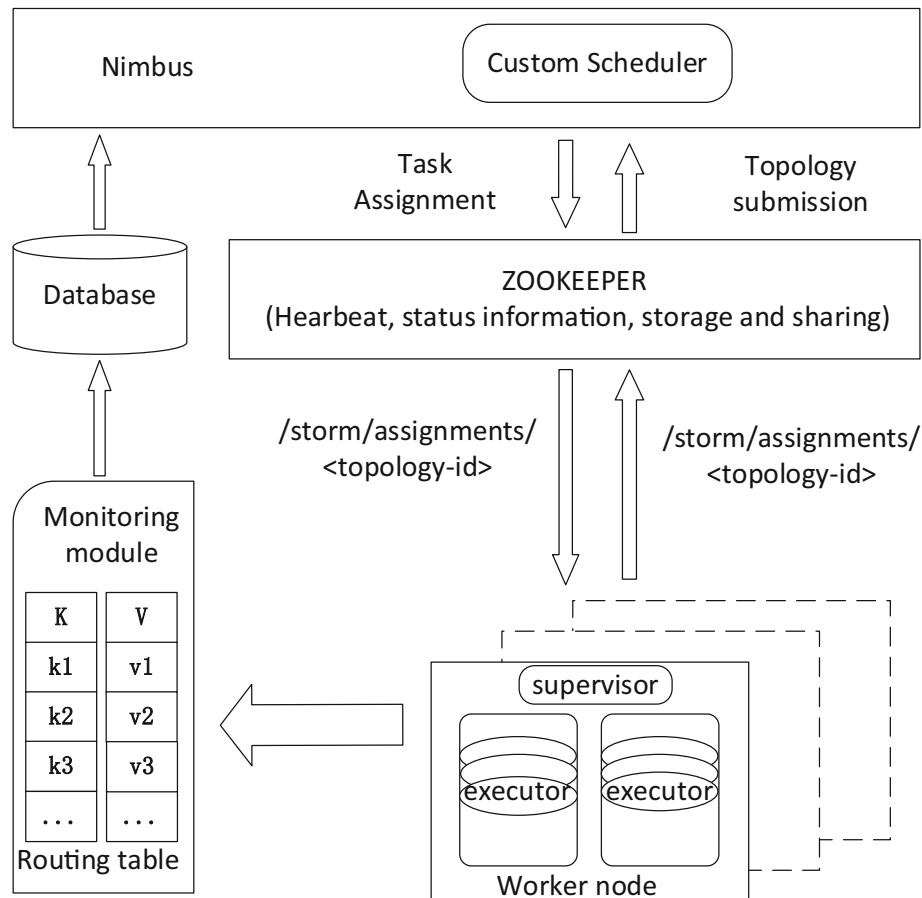 Nimbus
Custom Scheduler
Task
Assignment
Topology
submission
Database
ZOOKEEPER
(Hearbeat, status information, storage and sharing)
/storm/assignments/
<topology-id>
/storm/assignments/
<topology-id>
Monitoring
module
K V
k1 v1
k2 v2
k3 v3
... ...
Routing table
supervisor
executor executor
Worker node